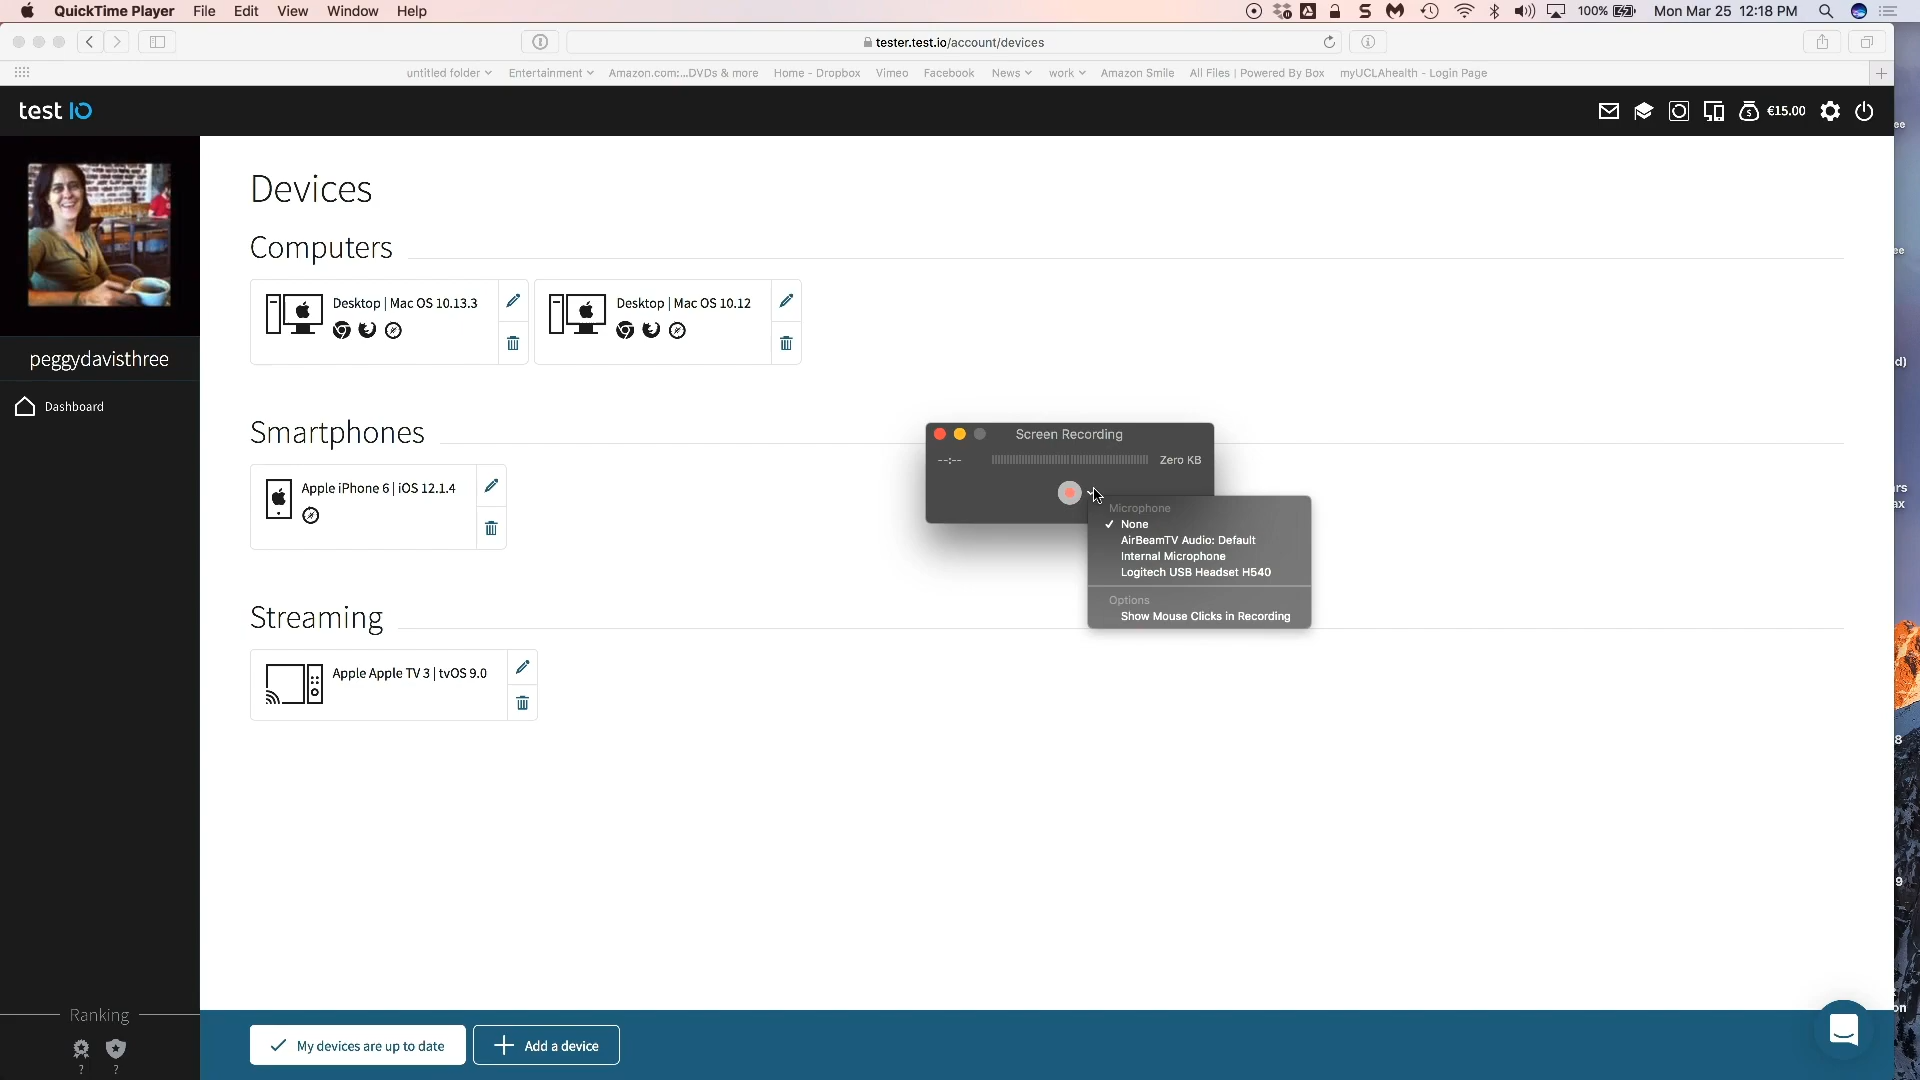 QuickTime Player File Edit View Window Help 100% Mon Mar 25 12:18 PM
tester.test.io/account/devices
untitled folder Entertainment Amazon.com:...DVDs & more Home - Dropbox Vimeo Facebook News work Amazon Smile All Files | Powered By Box myUCLAhealth - Login Page
test IO €15.00
Devices
Computers
Desktop | Mac OS 10.13.3
Desktop | Mac OS 10.12
peggydavisthree
Dashboard
Smartphones
Apple iPhone 6 | iOS 12.1.4
Screen Recording
--:-- Zero KB
Microphone
✓ None
AirBeamTV Audio: Default
Internal Microphone
Logitech USB Headset H540
Options
Show Mouse Clicks in Recording
Streaming
Apple Apple TV 3 | tvOS 9.0
Ranking
? ?
My devices are up to date
Add a device